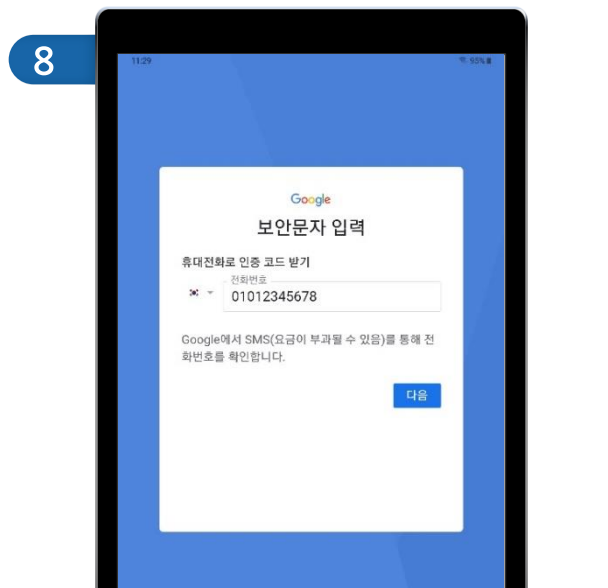 8
11:29
55%
Google
보안문자 입력
휴대전화로 인증 코드 받기
전화번호
01012345678
Google에서 SMS(요금이 부과될 수 있음)를 통해 전
화번호를 확인합니다.
다음